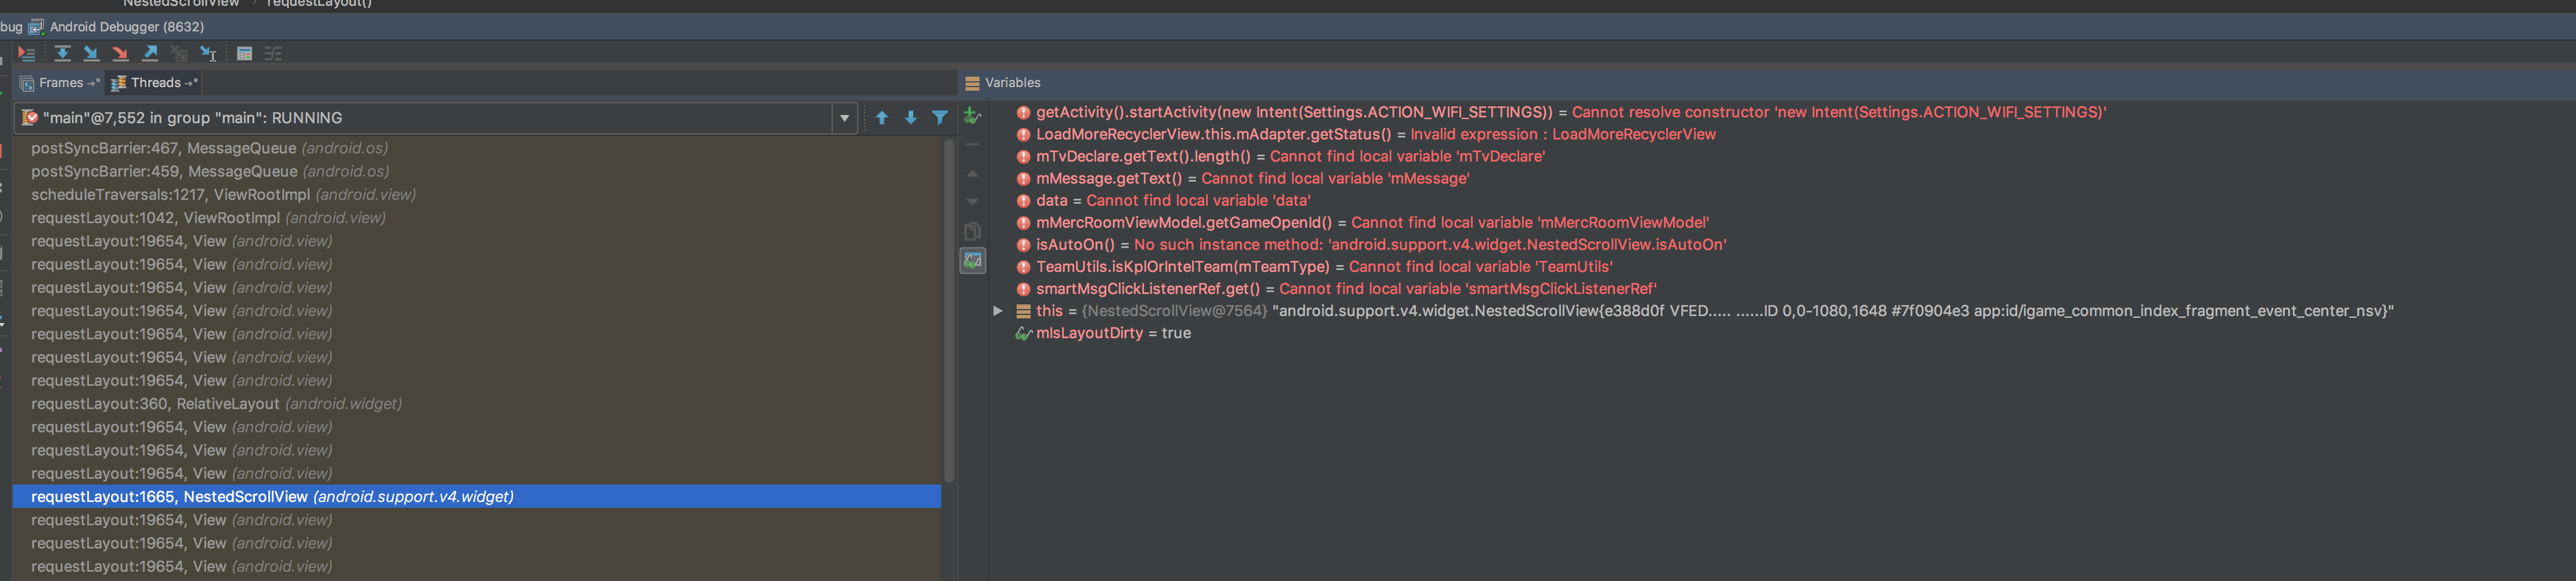 NestedScrollView › requestLayout()
bug Android Debugger (8632)
Frames →* Threads →*
Variables
"main"@7,552 in group "main": RUNNING
postSyncBarrier:467, MessageQueue (android.os)
postSyncBarrier:459, MessageQueue (android.os)
scheduleTraversals:1217, ViewRootImpl (android.view)
requestLayout:1042, ViewRootImpl (android.view)
requestLayout:19654, View (android.view)
requestLayout:19654, View (android.view)
requestLayout:19654, View (android.view)
requestLayout:19654, View (android.view)
requestLayout:19654, View (android.view)
requestLayout:19654, View (android.view)
requestLayout:19654, View (android.view)
requestLayout:360, RelativeLayout (android.widget)
requestLayout:19654, View (android.view)
requestLayout:19654, View (android.view)
requestLayout:19654, View (android.view)
requestLayout:1665, NestedScrollView (android.support.v4.widget)
requestLayout:19654, View (android.view)
requestLayout:19654, View (android.view)
requestLayout:19654, View (android.view)
getActivity().startActivity(new Intent(Settings.ACTION_WIFI_SETTINGS)) = Cannot resolve constructor 'new Intent(Settings.ACTION_WIFI_SETTINGS)'
LoadMoreRecyclerView.this.mAdapter.getStatus() = Invalid expression : LoadMoreRecyclerView
mTvDeclare.getText().length() = Cannot find local variable 'mTvDeclare'
mMessage.getText() = Cannot find local variable 'mMessage'
data = Cannot find local variable 'data'
mMercRoomViewModel.getGameOpenId() = Cannot find local variable 'mMercRoomViewModel'
isAutoOn() = No such instance method: 'android.support.v4.widget.NestedScrollView.isAutoOn'
TeamUtils.isKplOrIntelTeam(mTeamType) = Cannot find local variable 'TeamUtils'
smartMsgClickListenerRef.get() = Cannot find local variable 'smartMsgClickListenerRef'
this = {NestedScrollView@7564} "android.support.v4.widget.NestedScrollView{e388d0f VFED..... ......ID 0,0-1080,1648 #7f0904e3 app:id/igame_common_index_fragment_event_center_nsv}"
mIsLayoutDirty = true